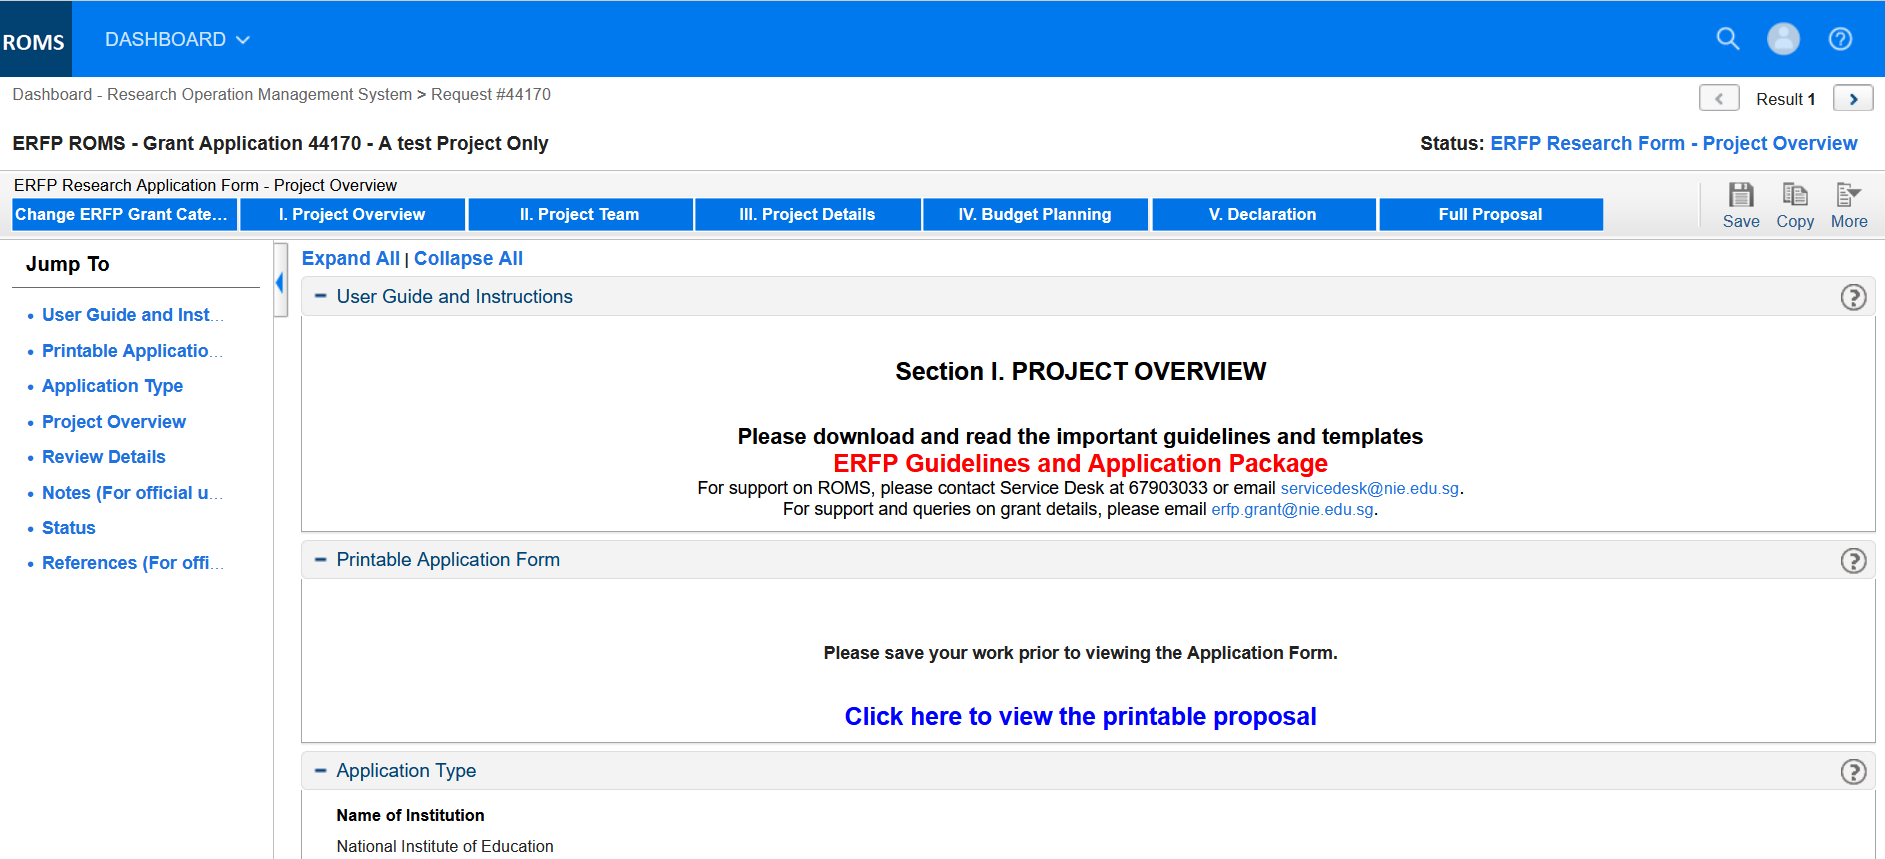 ROMS
DASHBOARD
Dashboard - Research Operation Management System > Request #44170
Result 1
ERFP ROMS - Grant Application 44170 - A test Project Only
Status: ERFP Research Form - Project Overview
ERFP Research Application Form - Project Overview
Change ERFP Grant Cate... I. Project Overview II. Project Team III. Project Details IV. Budget Planning V. Declaration Full Proposal
Save Copy More
Jump To
User Guide and Inst...
Printable Applicatio...
Application Type
Project Overview
Review Details
Notes (For official u...
Status
References (For offi...
Expand All | Collapse All
User Guide and Instructions
Section I. PROJECT OVERVIEW
Please download and read the important guidelines and templates
ERFP Guidelines and Application Package
For support on ROMS, please contact Service Desk at 67903033 or email servicedesk@nie.edu.sg.
For support and queries on grant details, please email erfp.grant@nie.edu.sg.
Printable Application Form
Please save your work prior to viewing the Application Form.
Click here to view the printable proposal
Application Type
Name of Institution
National Institute of Education